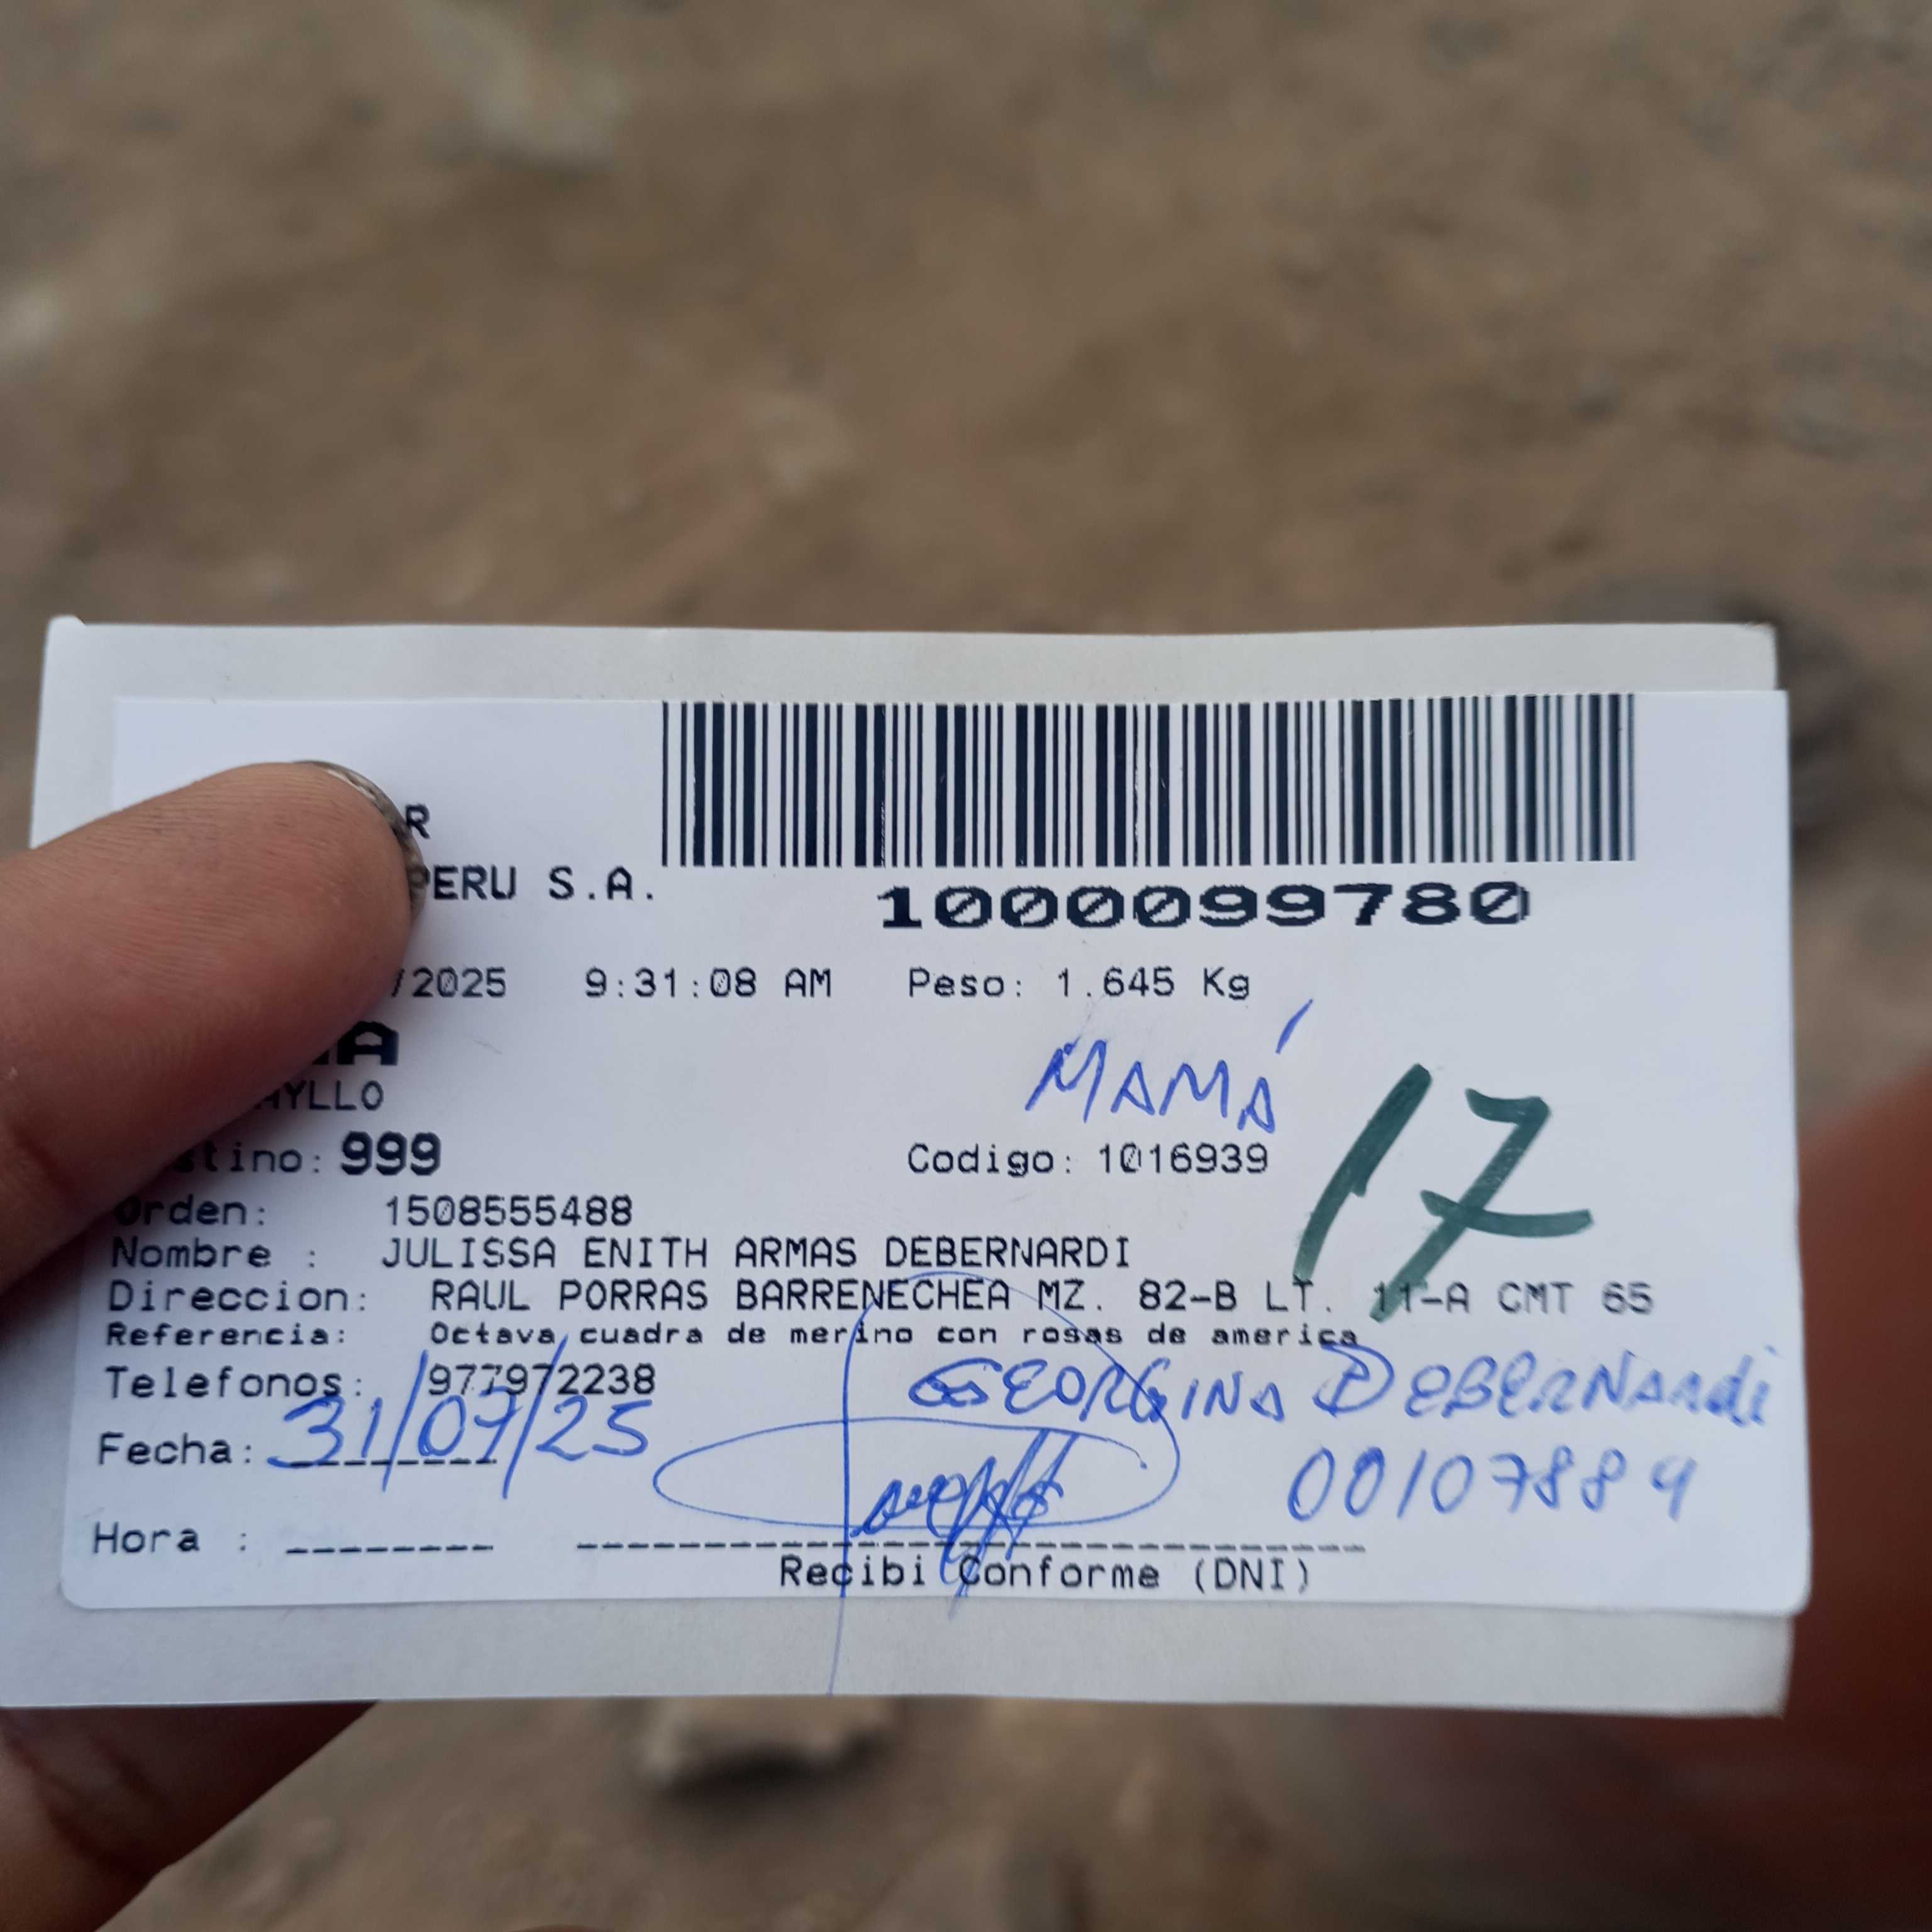 R
PERU S.A.
1000099780
/2025 9:31:08 AM Peso: 1.645 Kg
A
MAMÁ
AYLLO
17
tino: 999 Codigo: 1016939
Orden: 1508555488
Nombre : JULISSA ENITH ARMAS DEBERNARDI
Direccion: RAUL PORRAS BARRENECHEA MZ. 82-B LT. 11-A CMT 65
Referencia: Octava cuadra de merino con rosas de america
Telefonos: 977972238
GEORGINA DEBERNARDI
Fecha: 31/07/25
00107884
Hora : --------
Recibi Conforme (DNI)